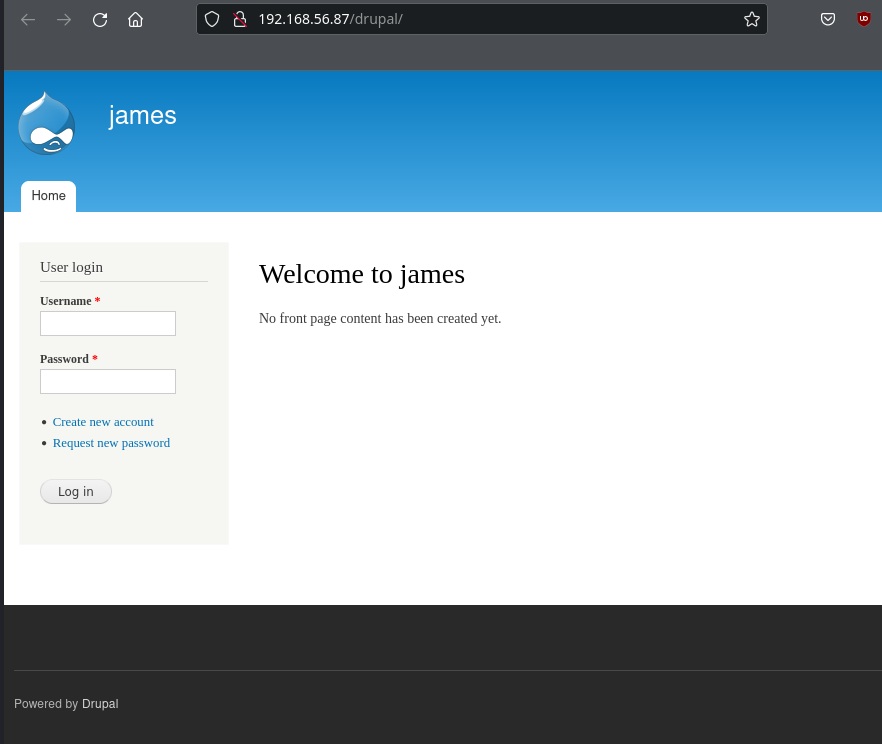 192.168.56.87/drupal/
james
Home
User login
Username *
Password *
Create new account
Request new password
Log in
Welcome to james
No front page content has been created yet.
Powered by Drupal